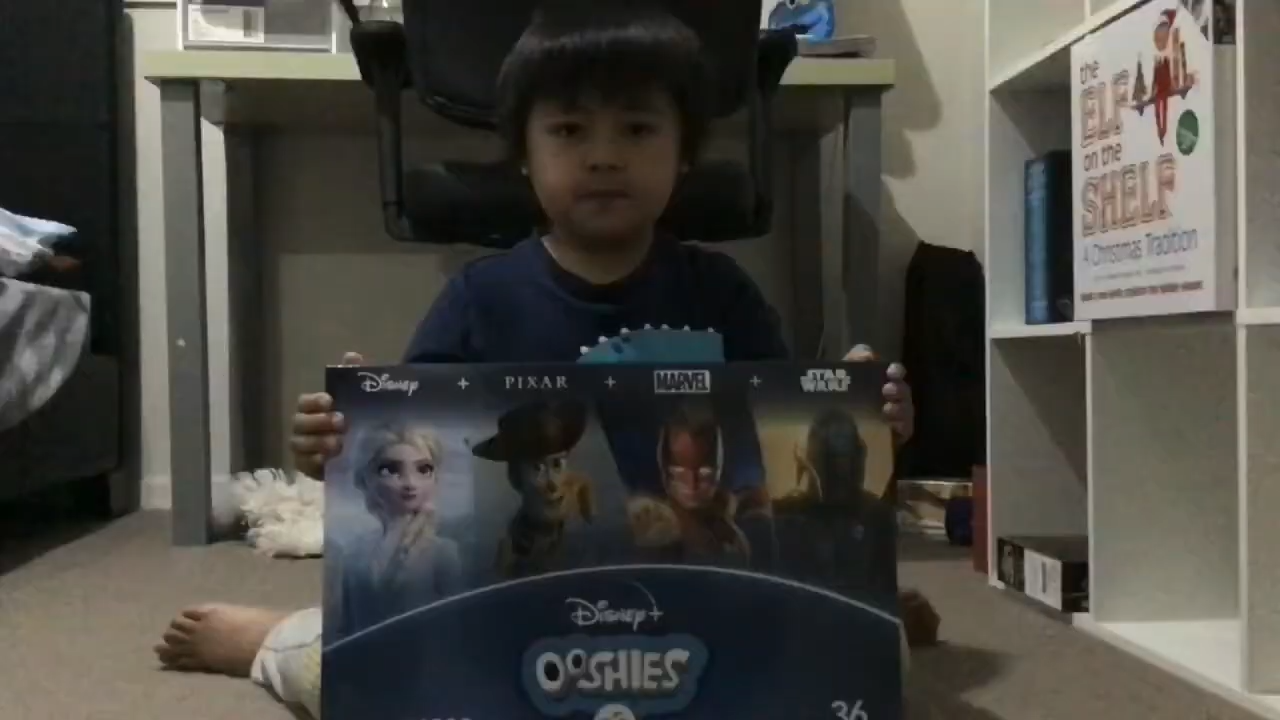 Disney + PIXAR + MARVEL + STAR WARS
Disney+
OOSHIES
36
the
ELF
on the
SHELF
A Christmas Tradition